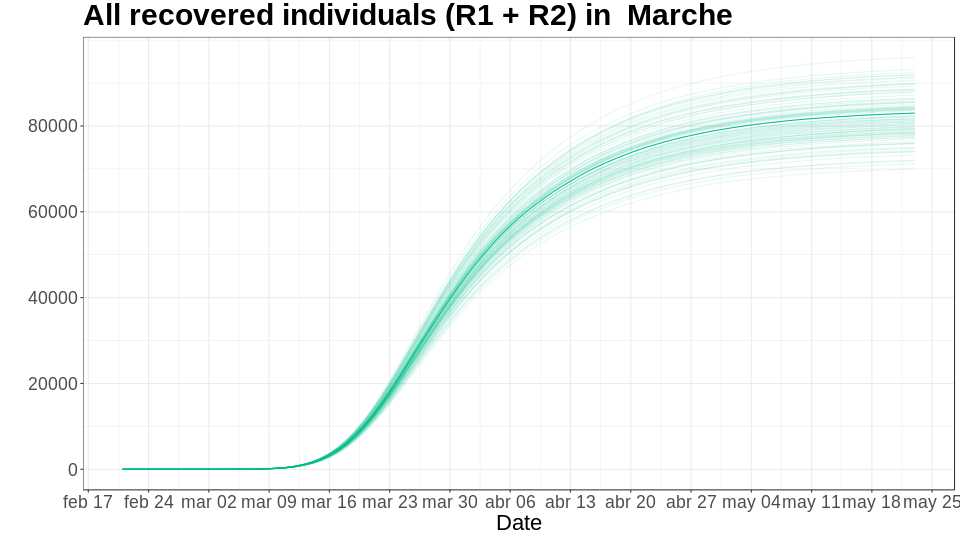 All recovered individuals (R1 + R2) in  Marche
80000
60000
40000
20000
0
feb 17 feb 24 mar 02 mar 09 mar 16 mar 23 mar 30 abr 06 abr 13 abr 20 abr 27 may 04 may 11 may 18 may 25
Date